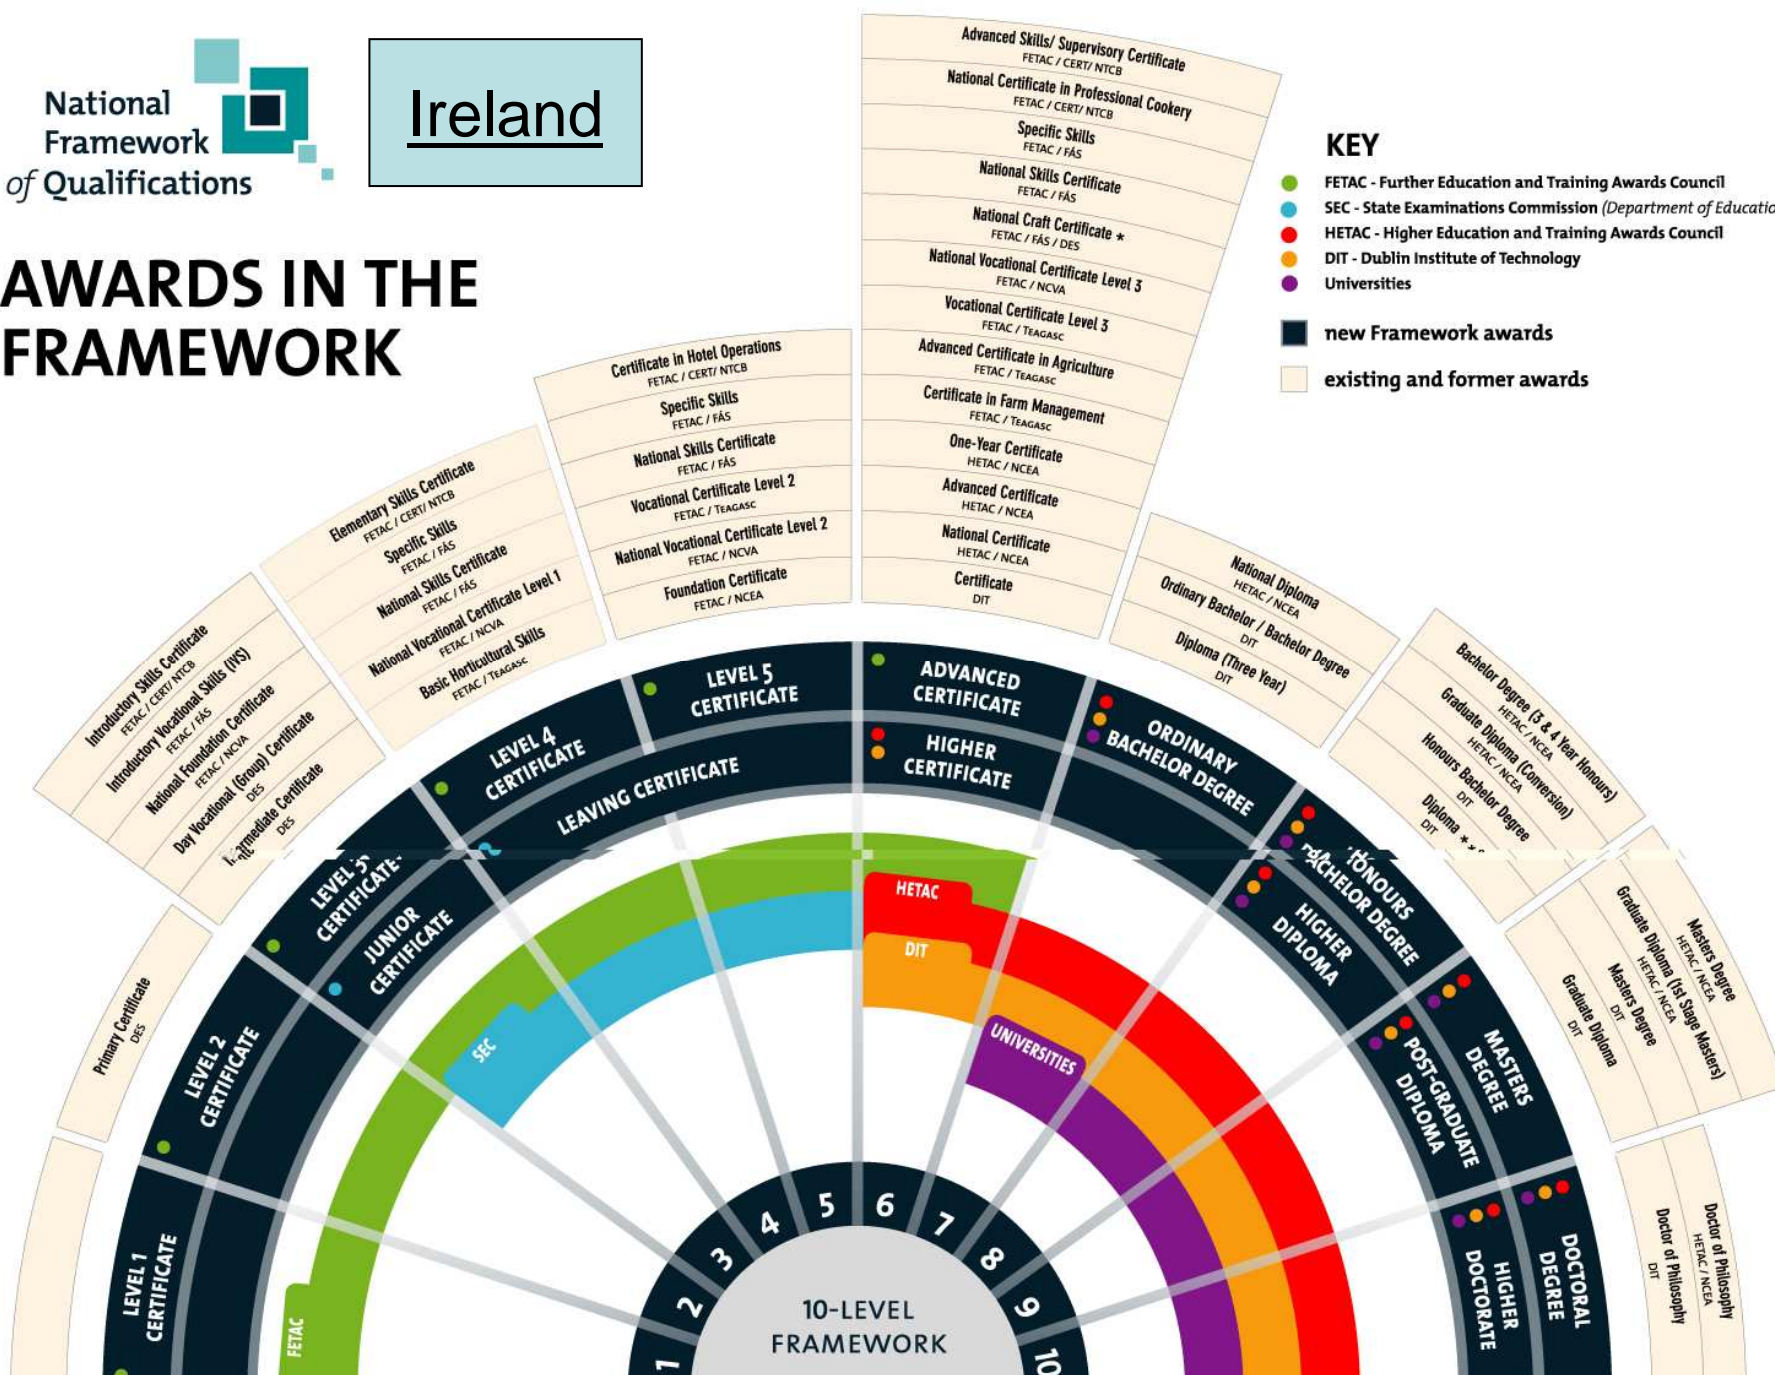 National
Framework
of Qualifications
Ireland
AWARDS IN THE
FRAMEWORK
KEY
FETAC - Further Education and Training Awards Council
SEC - State Examinations Commission (Department of Educatio
HETAC - Higher Education and Training Awards Council
DIT - Dublin Institute of Technology
Universities
new Framework awards
existing and former awards
Primary Certificate
DES
Introductory Skills Certificate
FETAC / CERT/ NTCB
Introductory Vocational Skills (IVS)
FETAC / FÁS
National Foundation Certificate
FETAC / NCVA
Day Vocational (Group) Certificate
DES
Intermediate Certificate
DES
Elementary Skills Certificate
FETAC / CERT/ NTCB
Specific Skills
FETAC / FÁS
National Skills Certificate
FETAC / FÁS
National Vocational Certificate Level 1
FETAC / NCVA
Basic Horticultural Skills
FETAC / TEAGASC
Certificate in Hotel Operations
FETAC / CERT/ NTCB
Specific Skills
FETAC / FÁS
National Skills Certificate
FETAC / FÁS
Vocational Certificate Level 2
FETAC / TEAGASC
National Vocational Certificate Level 2
FETAC / NCVA
Foundation Certificate
FETAC / NCEA
Advanced Skills/ Supervisory Certificate
FETAC / CERT/ NTCB
National Certificate in Professional Cookery
FETAC / CERT/ NTCB
Specific Skills
FETAC / FÁS
National Skills Certificate
FETAC / FÁS
National Craft Certificate *
FETAC / FÁS / DES
National Vocational Certificate Level 3
FETAC / NCVA
Vocational Certificate Level 3
FETAC / TEAGASC
Advanced Certificate in Agriculture
FETAC / TEAGASC
Certificate in Farm Management
FETAC / TEAGASC
One-Year Certificate
HETAC / NCEA
Advanced Certificate
HETAC / NCEA
National Certificate
HETAC / NCEA
Certificate
DIT
National Diploma
HETAC / NCEA
Ordinary Bachelor / Bachelor Degree
DIT
Diploma (Three Year)
DIT
Bachelor Degree (3 & 4 Year Honours)
HETAC / NCEA
Graduate Diploma (Conversion)
HETAC / NCEA
Honours Bachelor Degree
DIT
Diploma * *
DIT
Masters Degree
HETAC / NCEA
Graduate Diploma (1st Stage Masters)
HETAC / NCEA
Masters Degree
DIT
Graduate Diploma
DIT
Doctor of Philosophy
HETAC / NCEA
Doctor of Philosophy
DIT
LEVEL 1
CERTIFICATE
LEVEL 2
CERTIFICATE
LEVEL 3
CERTIFICATE
JUNIOR
CERTIFICATE
LEVEL 4
CERTIFICATE
LEVEL 5
CERTIFICATE
LEAVING CERTIFICATE
ADVANCED
CERTIFICATE
HIGHER
CERTIFICATE
ORDINARY
BACHELOR DEGREE
HONOURS
BACHELOR DEGREE
HIGHER
DIPLOMA
MASTERS
DEGREE
POST-GRADUATE
DIPLOMA
DOCTORAL
DEGREE
HIGHER
DOCTORATE
FETAC
SEC
HETAC
DIT
UNIVERSITIES
1
2
3
4
5
6
7
8
9
10
10-LEVEL
FRAMEWORK